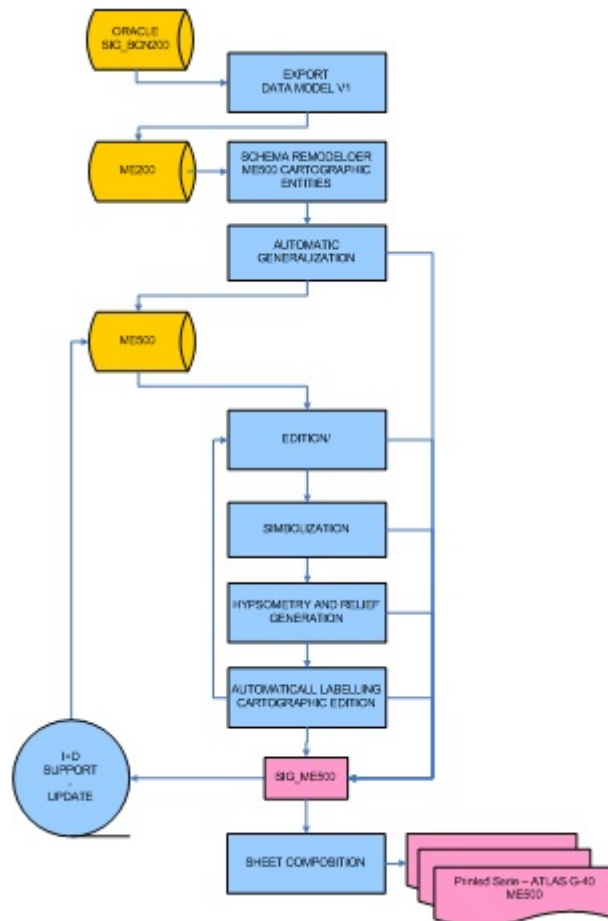 ORACLE
SIG_BCN200
EXPORT
DATA MODEL V1
ME200
SCHEMA REMODELOER
ME500 CARTOGRAPHIC
ENTITIES
AUTOMATIC
GENERALIZATION
ME500
EDITION/
SIMBOLIZATION
HYPSOMETRY AND RELIEF
GENERATION
AUTOMATICALL LABELLING
CARTOGRAPHIC EDITION
I+D
SUPPORT
-
UPDATE
SIG_ME500
SHEET COMPOSITION
Printed Serie – ATLAS G-40
ME500